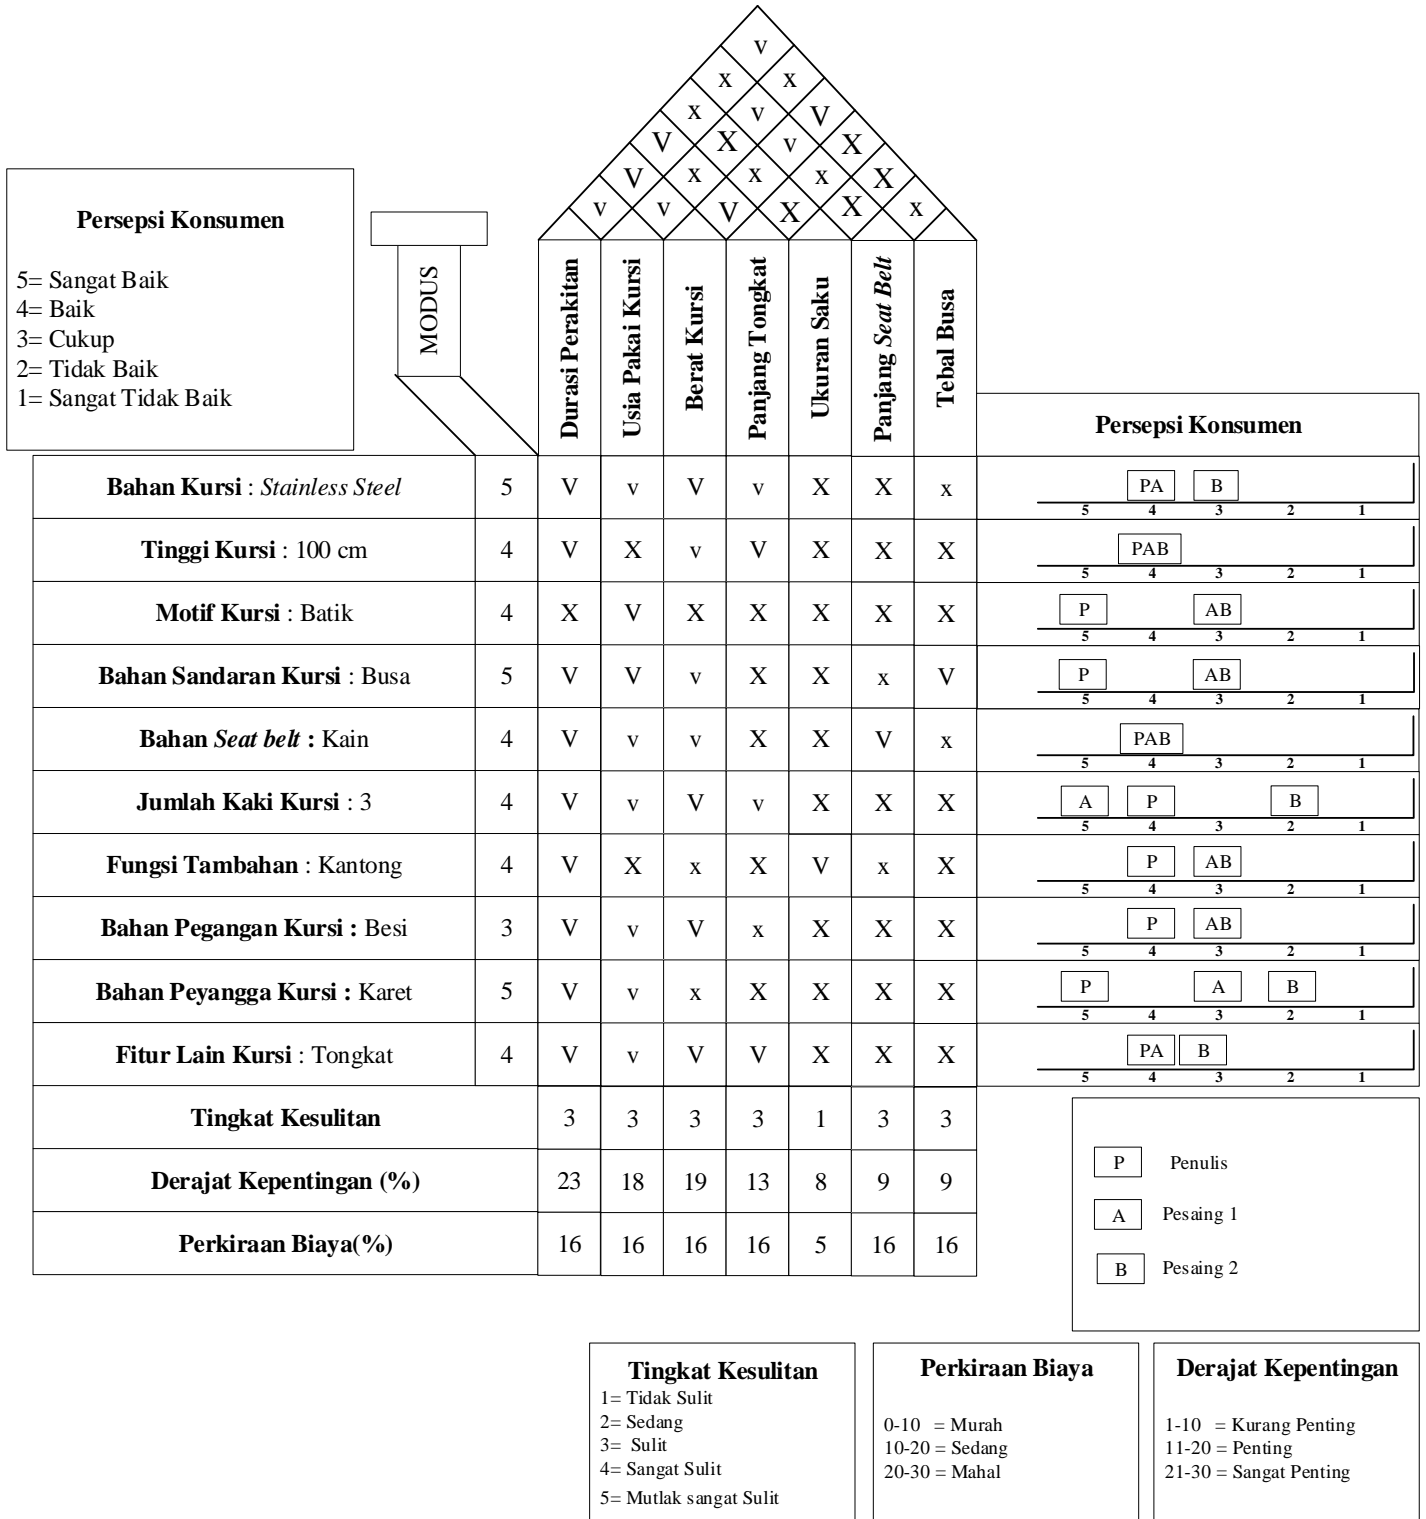 v
x x
x v V
V X v X
V x x x X
v v V X X x
Persepsi Konsumen
5= Sangat Baik
4= Baik
3= Cukup
2= Tidak Baik
1= Sangat Tidak Baik
MODUS
Durasi Perakitan
Usia Pakai Kursi
Berat Kursi
Panjang Tongkat
Ukuran Saku
Panjang Seat Belt
Tebal Busa
Persepsi Konsumen
Bahan Kursi : Stainless Steel 5 V v V v X X x PA B
5 4 3 2 1
Tinggi Kursi : 100 cm 4 V X v V X X X PAB
5 4 3 2 1
Motif Kursi : Batik 4 X V X X X X X P AB
5 4 3 2 1
Bahan Sandaran Kursi : Busa 5 V V v X X x V P AB
5 4 3 2 1
Bahan Seat belt : Kain 4 V v v X X V x PAB
5 4 3 2 1
Jumlah Kaki Kursi : 3 4 V v V v X X X A P B
5 4 3 2 1
Fungsi Tambahan : Kantong 4 V X x X V x X P AB
5 4 3 2 1
Bahan Pegangan Kursi : Besi 3 V v V x X X X P AB
5 4 3 2 1
Bahan Peyangga Kursi : Karet 5 V v x X X X X P A B
5 4 3 2 1
Fitur Lain Kursi : Tongkat 4 V v V V X X X PA B
5 4 3 2 1
Tingkat Kesulitan 3 3 3 3 1 3 3
Derajat Kepentingan (%) 23 18 19 13 8 9 9
Perkiraan Biaya(%) 16 16 16 16 5 16 16
P Penulis
A Pesaing 1
B Pesaing 2
Tingkat Kesulitan
1= Tidak Sulit
2= Sedang
3= Sulit
4= Sangat Sulit
5= Mutlak sangat Sulit
Perkiraan Biaya
0-10 = Murah
10-20 = Sedang
20-30 = Mahal
Derajat Kepentingan
1-10 = Kurang Penting
11-20 = Penting
21-30 = Sangat Penting